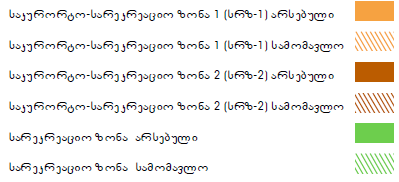 საკურორტო-სარეკრეაციო ზონა 1 (სრზ-1) არსებული
საკურორტო-სარეკრეაციო ზონა 1 (სრზ-1) სამომავლო
საკურორტო-სარეკრეაციო ზონა 2 (სრზ-2) არსებული
საკურორტო-სარეკრეაციო ზონა 2 (სრზ-2) სამომავლო
სარეკრეაციო ზონა არსებული
სარეკრეაციო ზონა სამომავლო